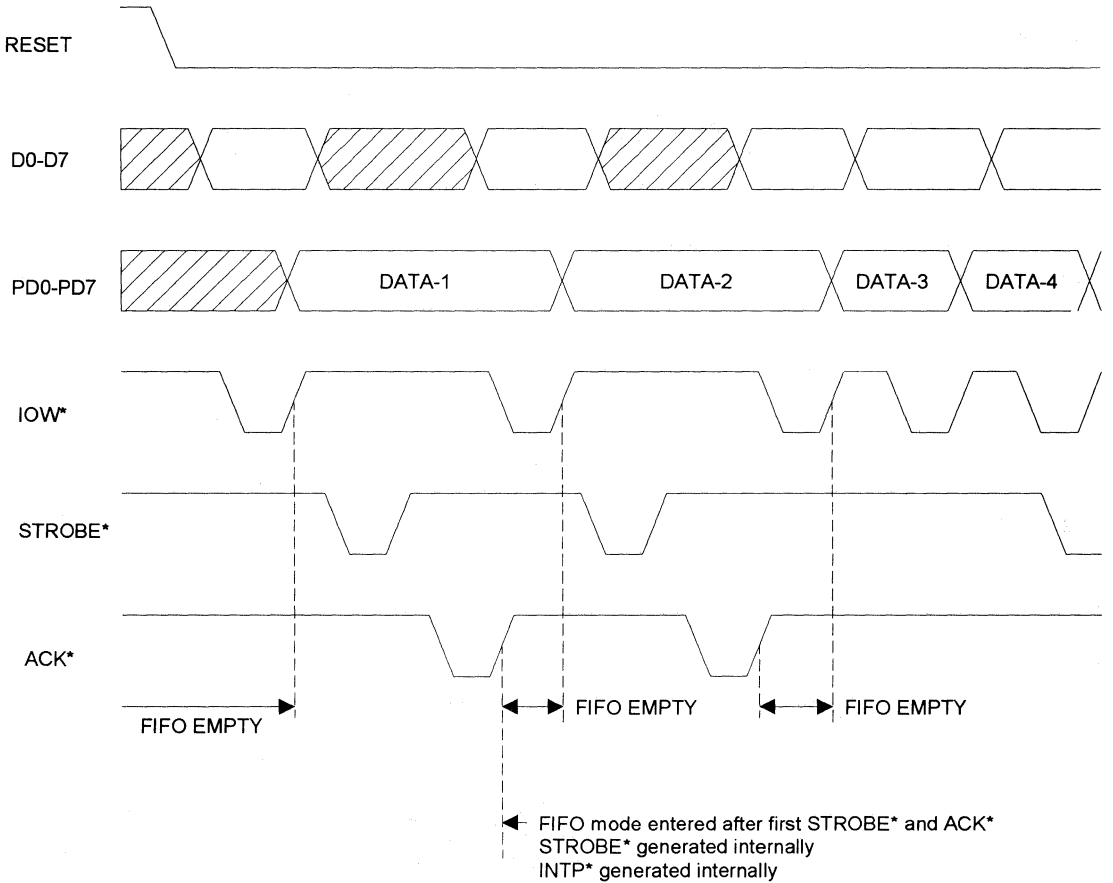 RESET
D0-D7
PD0-PD7
DATA-1
DATA-2
DATA-3
DATA-4
IOW*
STROBE*
ACK*
FIFO EMPTY
FIFO EMPTY
FIFO EMPTY
FIFO mode entered after first STROBE* and ACK*
STROBE* generated internally
INTP* generated internally